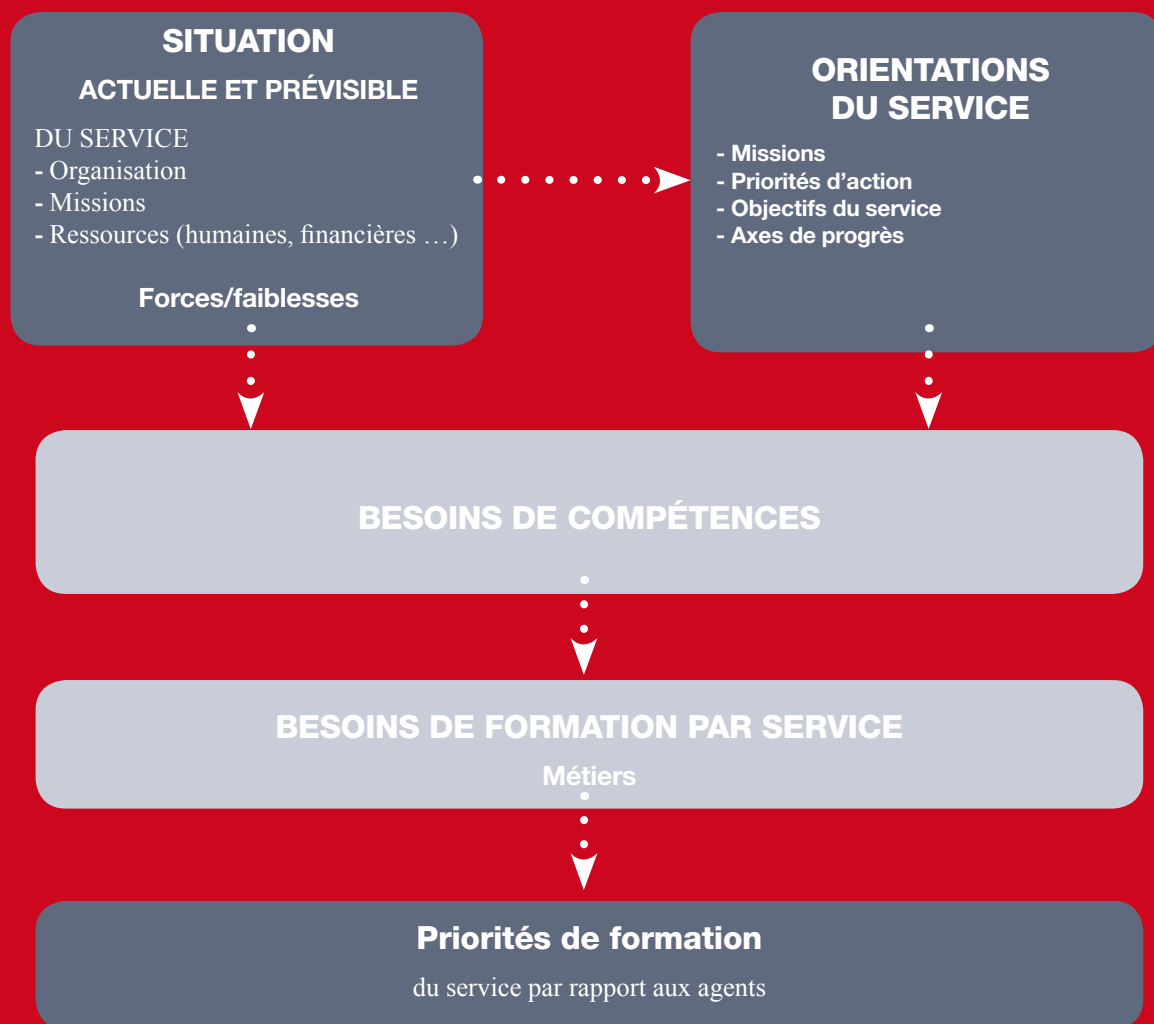 SITUATION
ACTUELLE ET PRÉVISIBLE
DU SERVICE
- Organisation
- Missions
- Ressources (humaines, financières …)
Forces/faiblesses
ORIENTATIONS
DU SERVICE
- Missions
- Priorités d’action
- Objectifs du service
- Axes de progrès
BESOINS DE COMPÉTENCES
BESOINS DE FORMATION PAR SERVICE
Métiers
Priorités de formation
du service par rapport aux agents